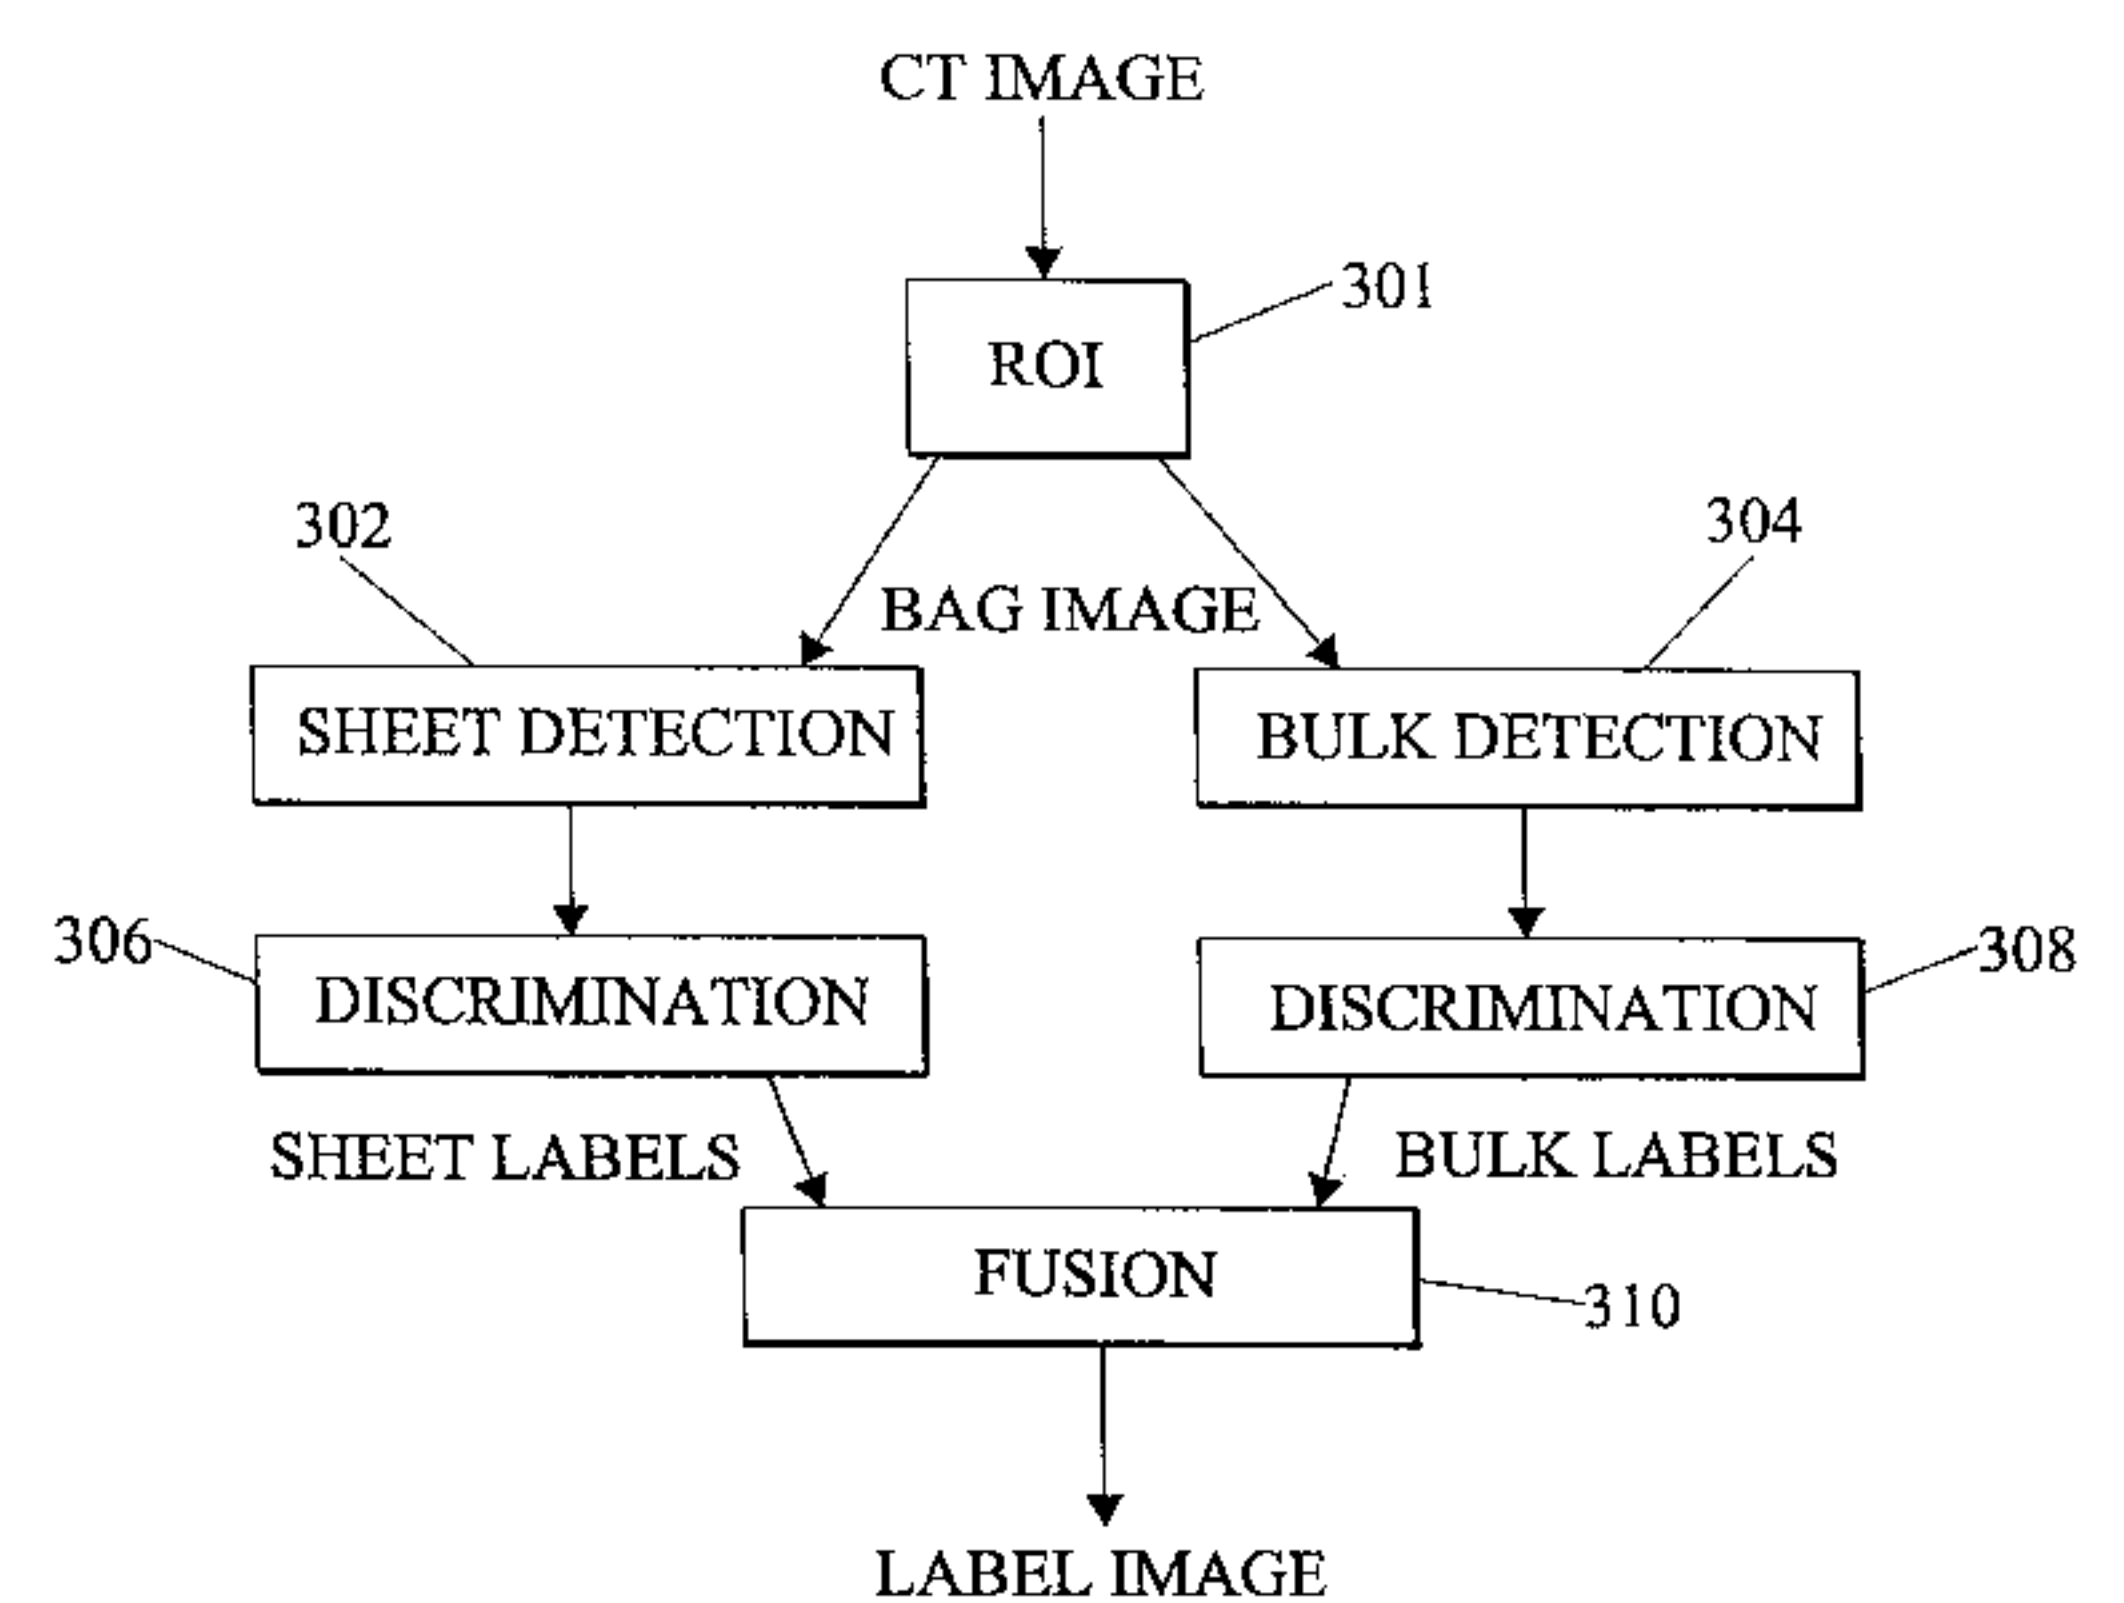 CT IMAGE
301
ROI
302
304
BAG IMAGE
SHEET DETECTION
BULK DETECTION
306
308
DISCRIMINATION
DISCRIMINATION
SHEET LABELS
BULK LABELS
FUSION
310
LABEL IMAGE